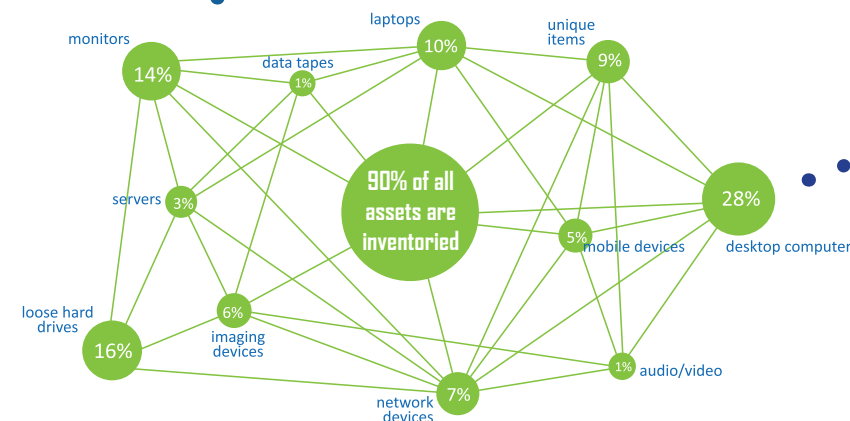 laptops
10%
unique
items
9%
monitors
14%
data tapes
1%
servers
3%
90% of all
assets are
inventoried
28%
desktop computer
5%
mobile devices
loose hard
drives
16%
6%
imaging
devices
7%
network
devices
1%
audio/video